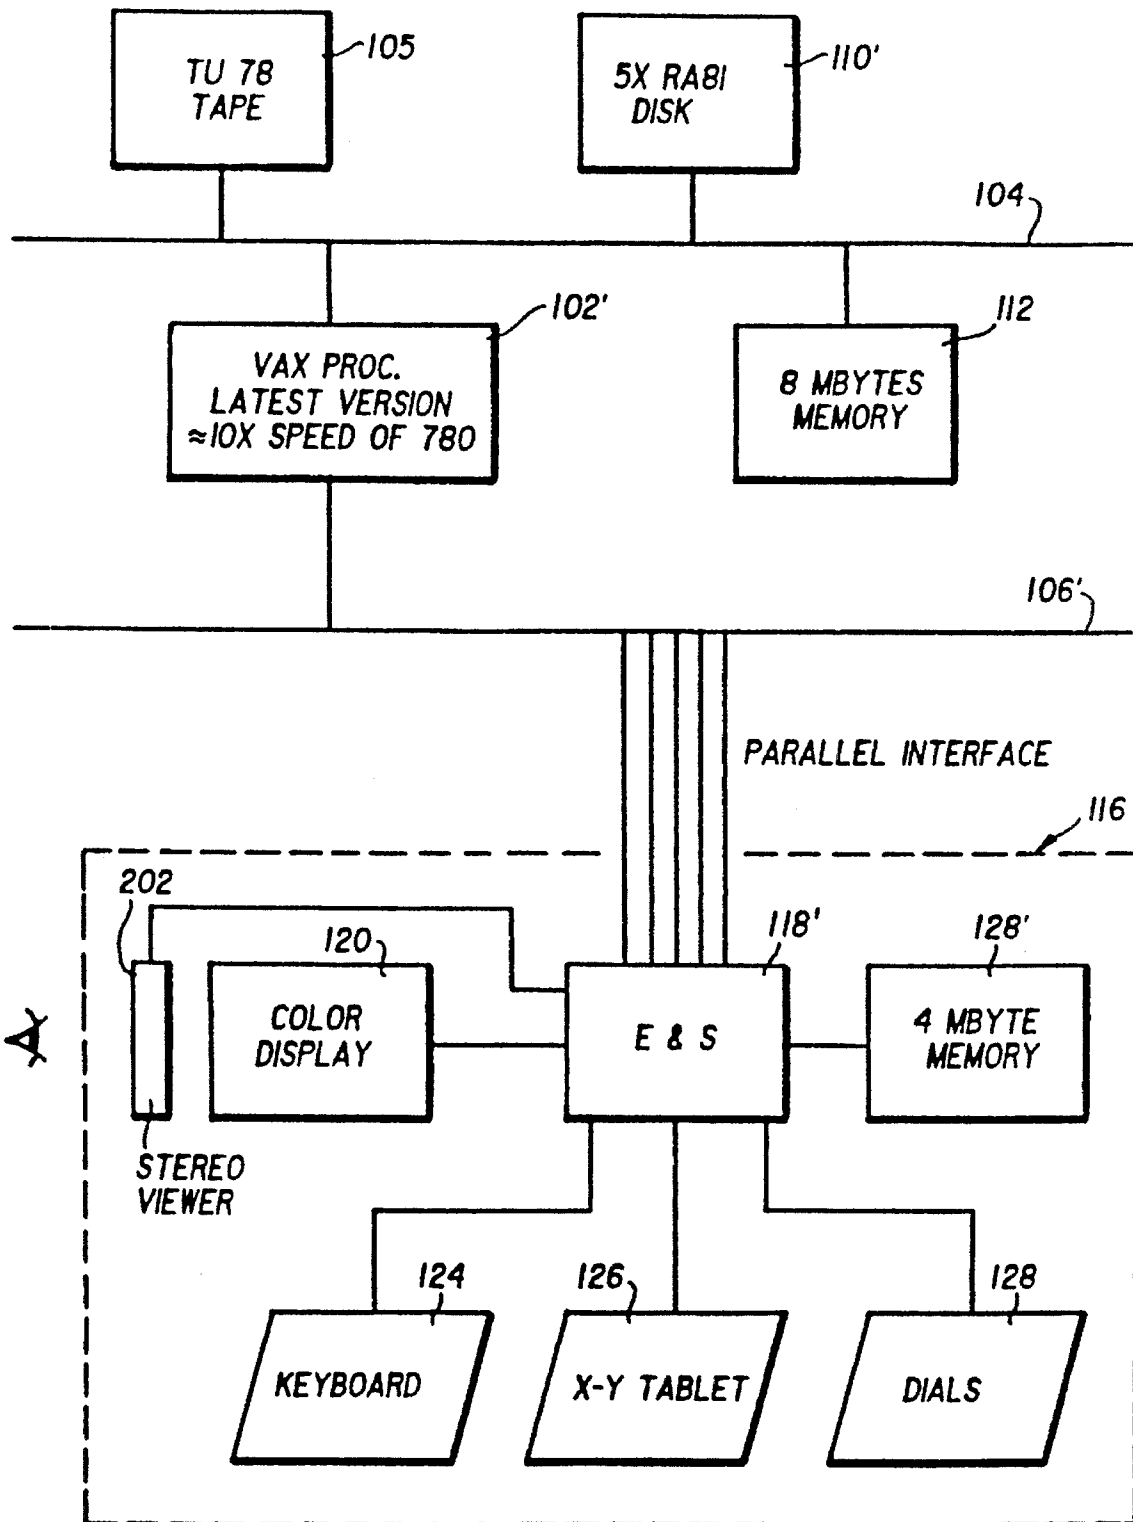 105
TU 78
TAPE
110'
5X RA81
DISK
104
102'
VAX PROC.
LATEST VERSION
≈10X SPEED OF 780
112
8 MBYTES
MEMORY
106'
PARALLEL INTERFACE
116
202
120
COLOR
DISPLAY
118'
E & S
128'
4 MBYTE
MEMORY
STEREO
VIEWER
124
KEYBOARD
126
X-Y TABLET
128
DIALS